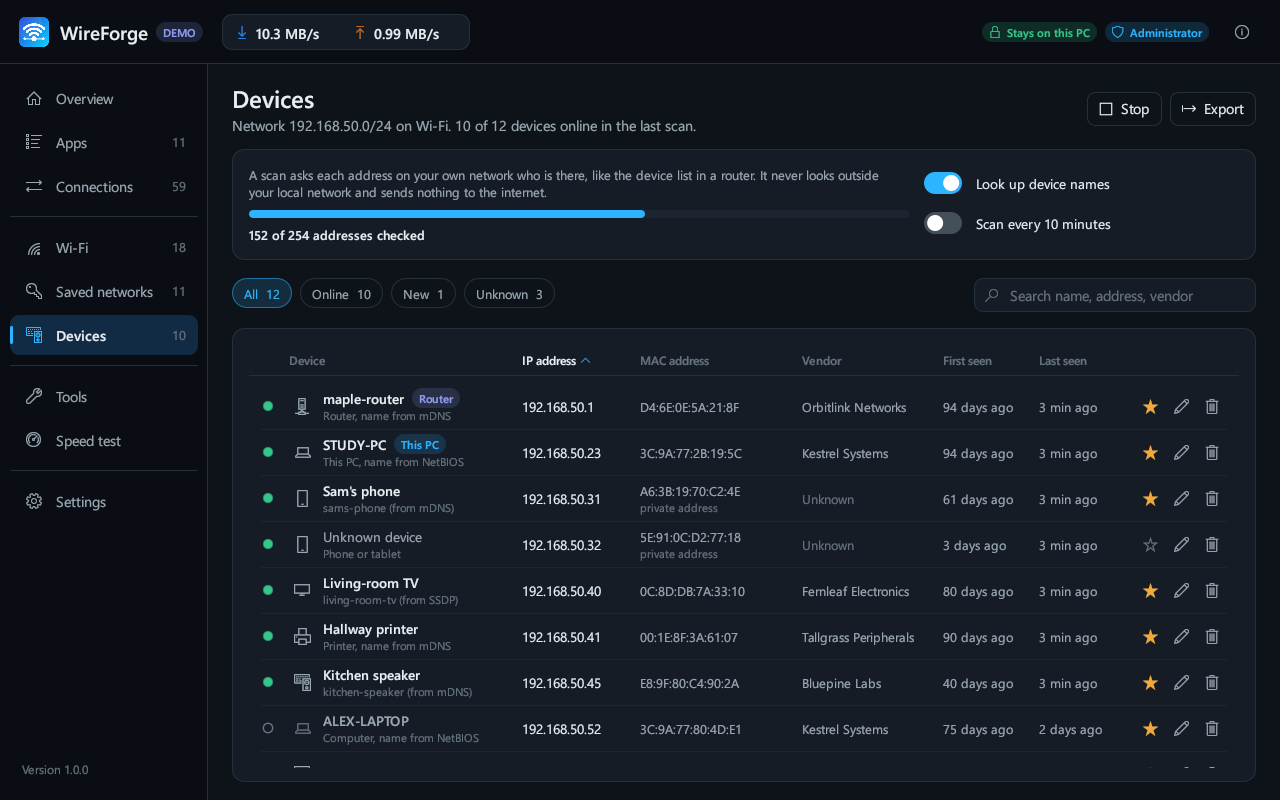 WireForge DEMO
10.3 MB/s 0.99 MB/s
Stays on this PC Administrator
Overview
Apps 11
Connections 59
Wi-Fi 18
Saved networks 11
Devices 10
Tools
Speed test
Settings
Version 1.0.0
Devices
Network 192.168.50.0/24 on Wi-Fi. 10 of 12 devices online in the last scan.
Stop Export
A scan asks each address on your own network who is there, like the device list in a router. It never looks outside
your local network and sends nothing to the internet.
152 of 254 addresses checked
Look up device names
Scan every 10 minutes
All 12 Online 10 New 1 Unknown 3
Search name, address, vendor
Device IP address MAC address Vendor First seen Last seen
maple-router Router
Router, name from mDNS
192.168.50.1 D4:6E:0E:5A:21:8F Orbitlink Networks 94 days ago 3 min ago
STUDY-PC This PC
This PC, name from NetBIOS
192.168.50.23 3C:9A:77:2B:19:5C Kestrel Systems 94 days ago 3 min ago
Sam's phone
sams-phone (from mDNS)
192.168.50.31 A6:3B:19:70:C2:4E
private address
Unknown 61 days ago 3 min ago
Unknown device
Phone or tablet
192.168.50.32 5E:91:0C:D2:77:18
private address
Unknown 3 days ago 3 min ago
Living-room TV
living-room-tv (from SSDP)
192.168.50.40 0C:8D:DB:7A:33:10 Fernleaf Electronics 80 days ago 3 min ago
Hallway printer
Printer, name from mDNS
192.168.50.41 00:1E:8F:3A:61:07 Tallgrass Peripherals 90 days ago 3 min ago
Kitchen speaker
kitchen-speaker (from mDNS)
192.168.50.45 E8:9F:80:C4:90:2A Bluepine Labs 40 days ago 3 min ago
ALEX-LAPTOP
Computer, name from NetBIOS
192.168.50.52 3C:9A:77:80:4D:E1 Kestrel Systems 75 days ago 2 days ago